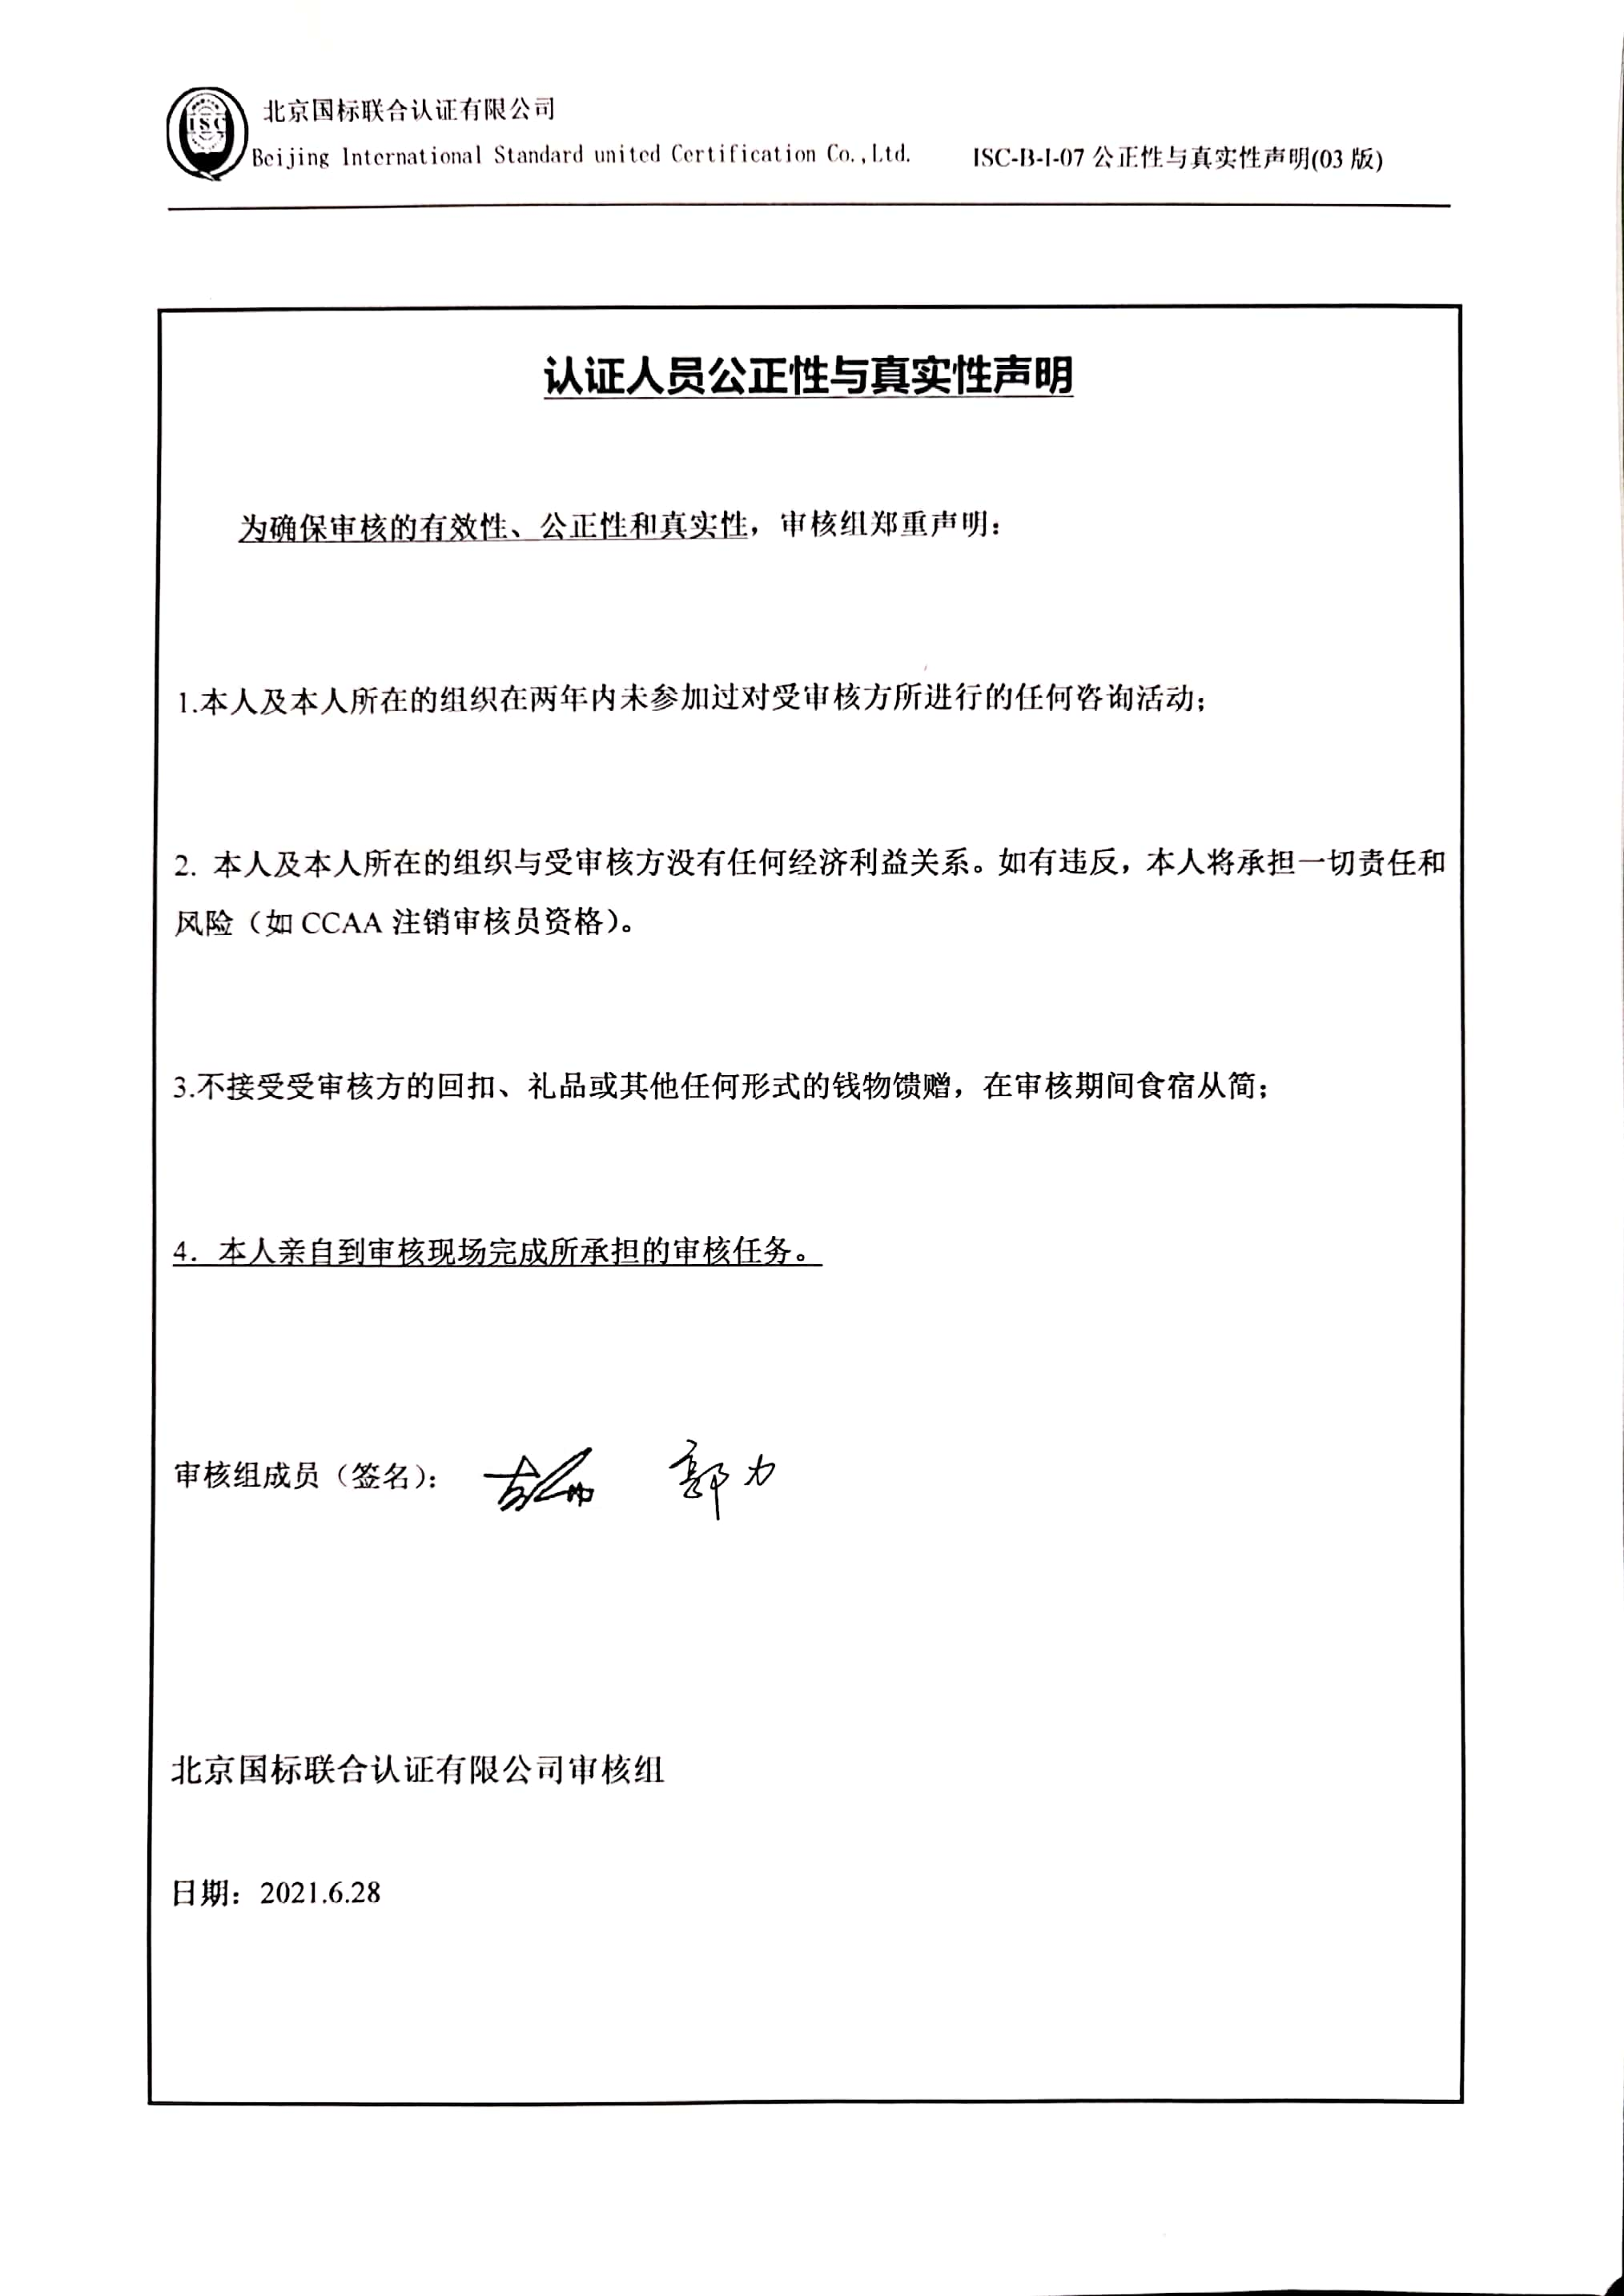 ISC
北京国标联合认证有限公司
Beijing International Standard united Certification Co.,Ltd. ISC-B-I-07 公正性与真实性声明(03 版)
认证人员公正性与真实性声明
为确保审核的有效性、公正性和真实性，审核组郑重声明：
1.本人及本人所在的组织在两年内未参加过对受审核方所进行的任何咨询活动；
2. 本人及本人所在的组织与受审核方没有任何经济利益关系。如有违反，本人将承担一切责任和
风险（如 CCAA 注销审核员资格）。
3.不接受受审核方的回扣、礼品或其他任何形式的钱物馈赠，在审核期间食宿从简；
4. 本人亲自到审核现场完成所承担的审核任务。
审核组成员（签名）： 郭力
北京国标联合认证有限公司审核组
日期：2021.6.28